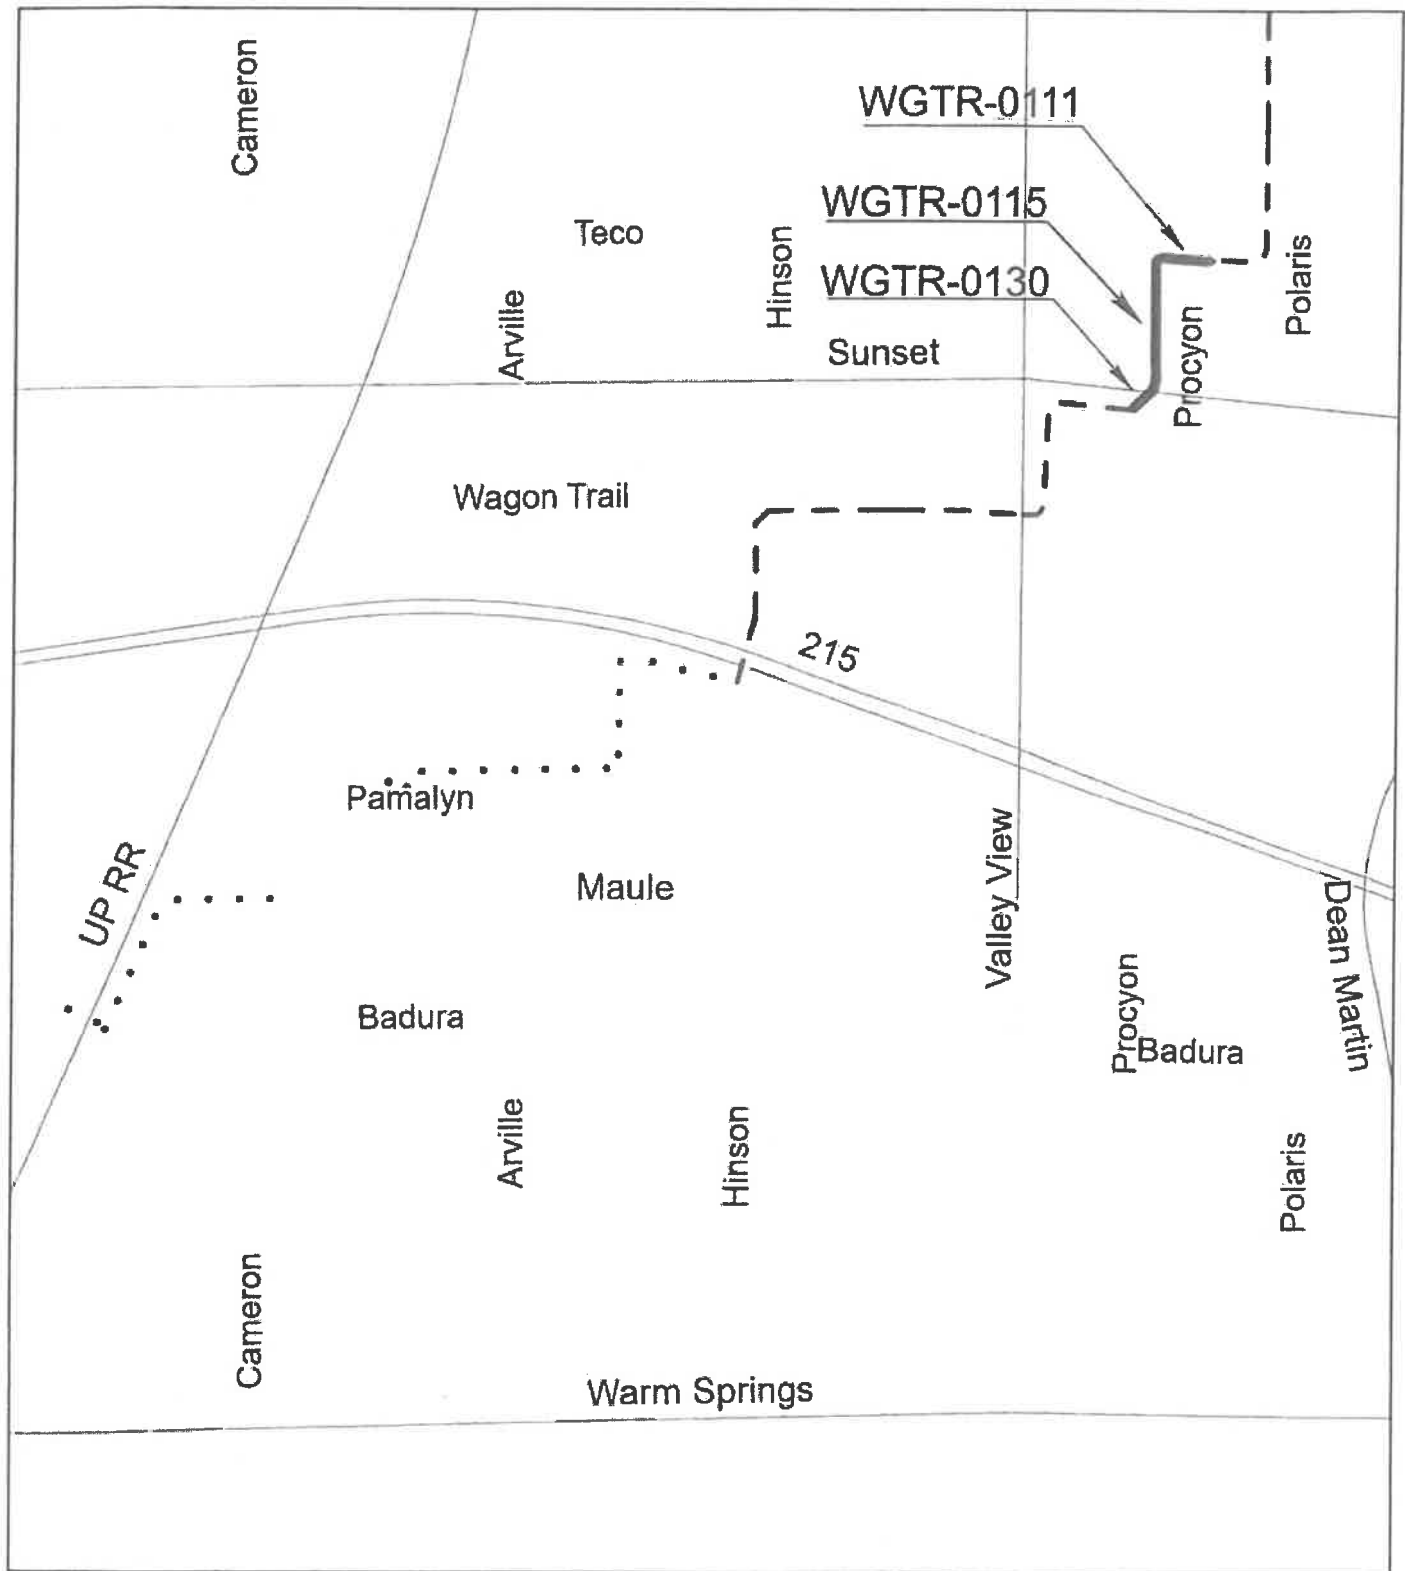 Cameron
WGTR-0111
WGTR-0115
Teco
Hinson
Polaris
WGTR-0130
Arville
Procyon
Sunset
Wagon Trail
215
Pamalyn
UP RR
Maule
Valley View
Dean Martin
Badura
Procyon
Badura
Arville
Hinson
Polaris
Cameron
Warm Springs